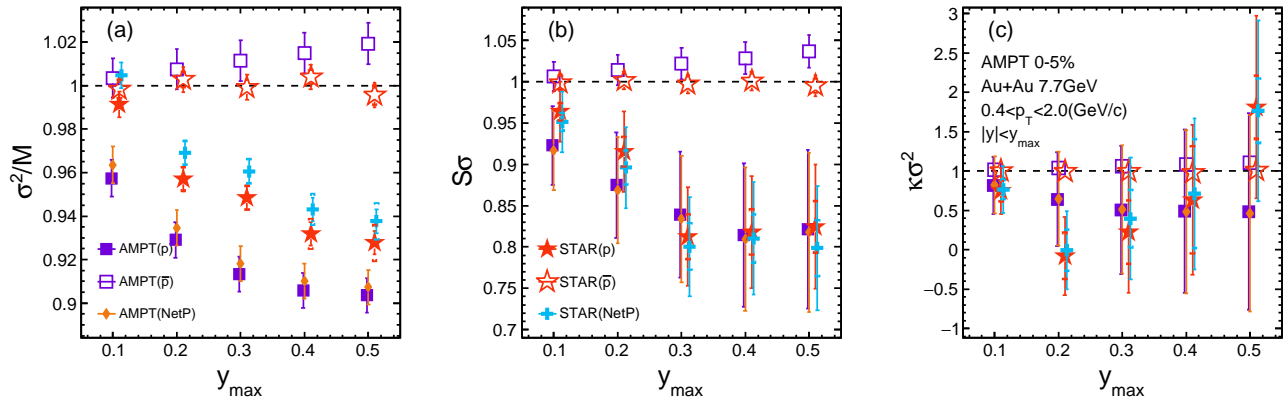 (a)
1.02
1
0.98
0.96
0.94
0.92
0.9
σ²/M
AMPT(p)
AMPT(p̅)
AMPT(NetP)
0.1 0.2 0.3 0.4 0.5
y_max
(b)
1.05
1
0.95
0.9
0.85
0.8
0.75
0.7
Sσ
STAR(p)
STAR(p̅)
STAR(NetP)
0.1 0.2 0.3 0.4 0.5
y_max
(c)
3
2.5
2
1.5
1
0.5
0
−0.5
−1
κσ²
AMPT 0-5%
Au+Au 7.7GeV
0.4<p_T<2.0(GeV/c)
|y|<y_max
0.1 0.2 0.3 0.4 0.5
y_max